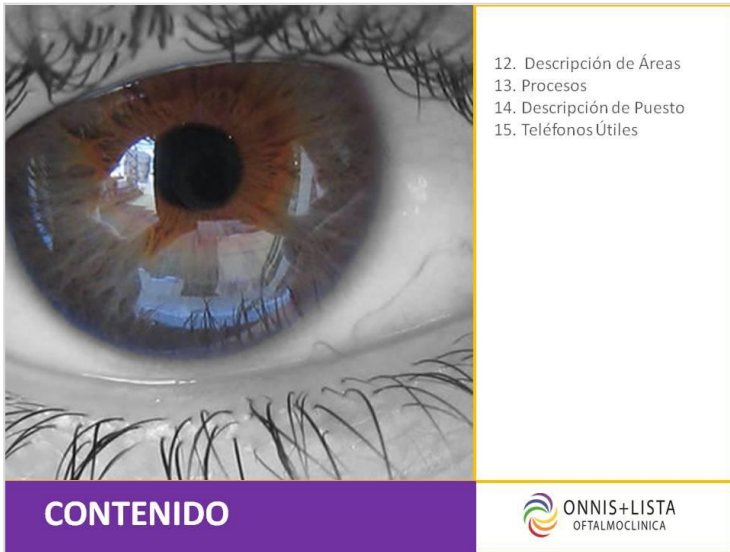 12. Descripción de Áreas
13. Procesos
14. Descripción de Puesto
15. Teléfonos Útiles
CONTENIDO
ONNIS+LISTA
OFTALMOCLINICA